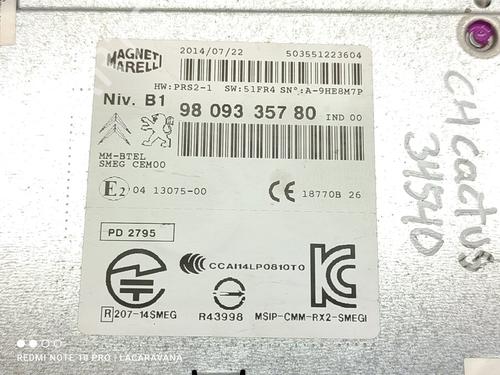 MAGNETI
MARELLI
2014/07/22
503551223604
HW:PRS2-1 SW:51FR4 SN°:A-9HE8M7P
Niv. B1
98 093 357 80 IND 00
MM-BTEL
SMEG CEM00
E2 04 13075-00
CE 18770B 26
PD 2795
CCAI14LP0810T0
R 207-14SMEG
R43998
MSIP-CMM-RX2-SMEGI
CH cactus
34540
REDMI NOTE 10 PRO | LACARAVANA